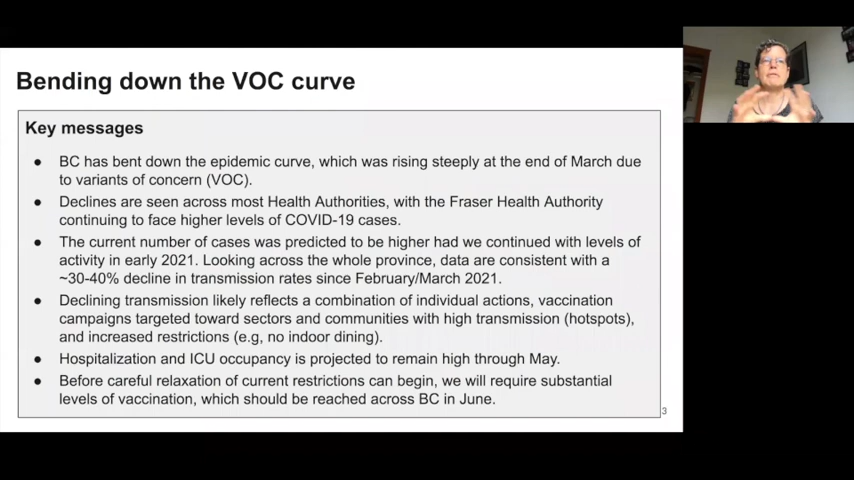 Bending down the VOC curve
Key messages
● BC has bent down the epidemic curve, which was rising steeply at the end of March due
to variants of concern (VOC).
● Declines are seen across most Health Authorities, with the Fraser Health Authority
continuing to face higher levels of COVID-19 cases.
● The current number of cases was predicted to be higher had we continued with levels of
activity in early 2021. Looking across the whole province, data are consistent with a
~30-40% decline in transmission rates since February/March 2021.
● Declining transmission likely reflects a combination of individual actions, vaccination
campaigns targeted toward sectors and communities with high transmission (hotspots),
and increased restrictions (e.g, no indoor dining).
● Hospitalization and ICU occupancy is projected to remain high through May.
● Before careful relaxation of current restrictions can begin, we will require substantial
levels of vaccination, which should be reached across BC in June.
3